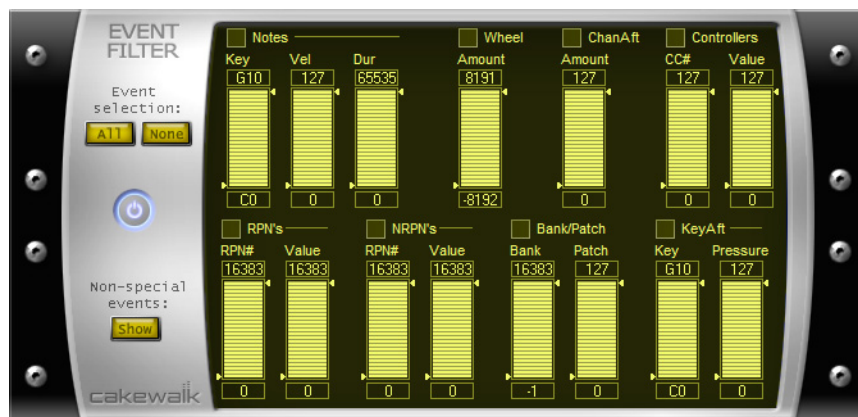 EVENT
FILTER
Event
selection:
All None
Non-special
events:
Show
cakewalk
Notes Wheel ChanAft Controllers
Key Vel Dur Amount Amount CC# Value
G10 127 65535 8191 127 127 127
C0 0 0 -8192 0 0 0
RPN's NRPN's Bank/Patch KeyAft
RPN# Value RPN# Value Bank Patch Key Pressure
16383 16383 16383 16383 16383 127 G10 127
0 0 0 0 -1 0 C0 0